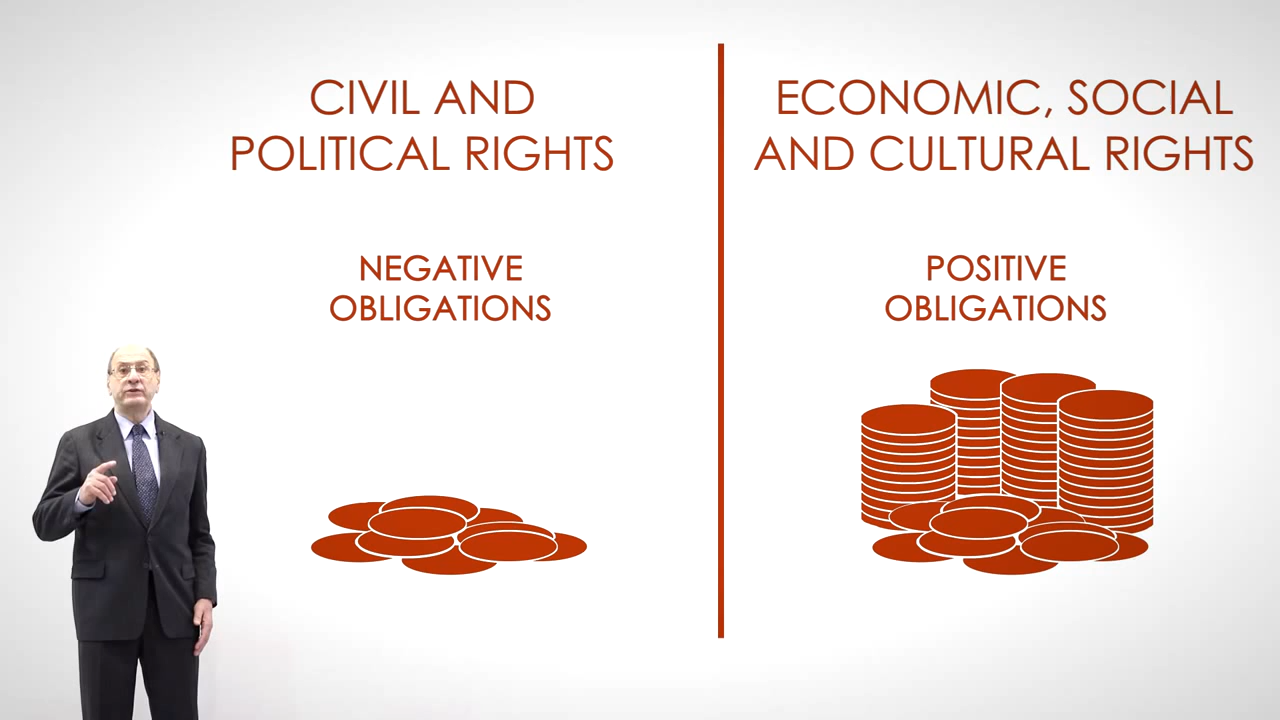 CIVIL AND
POLITICAL RIGHTS
NEGATIVE
OBLIGATIONS
ECONOMIC, SOCIAL
AND CULTURAL RIGHTS
POSITIVE
OBLIGATIONS